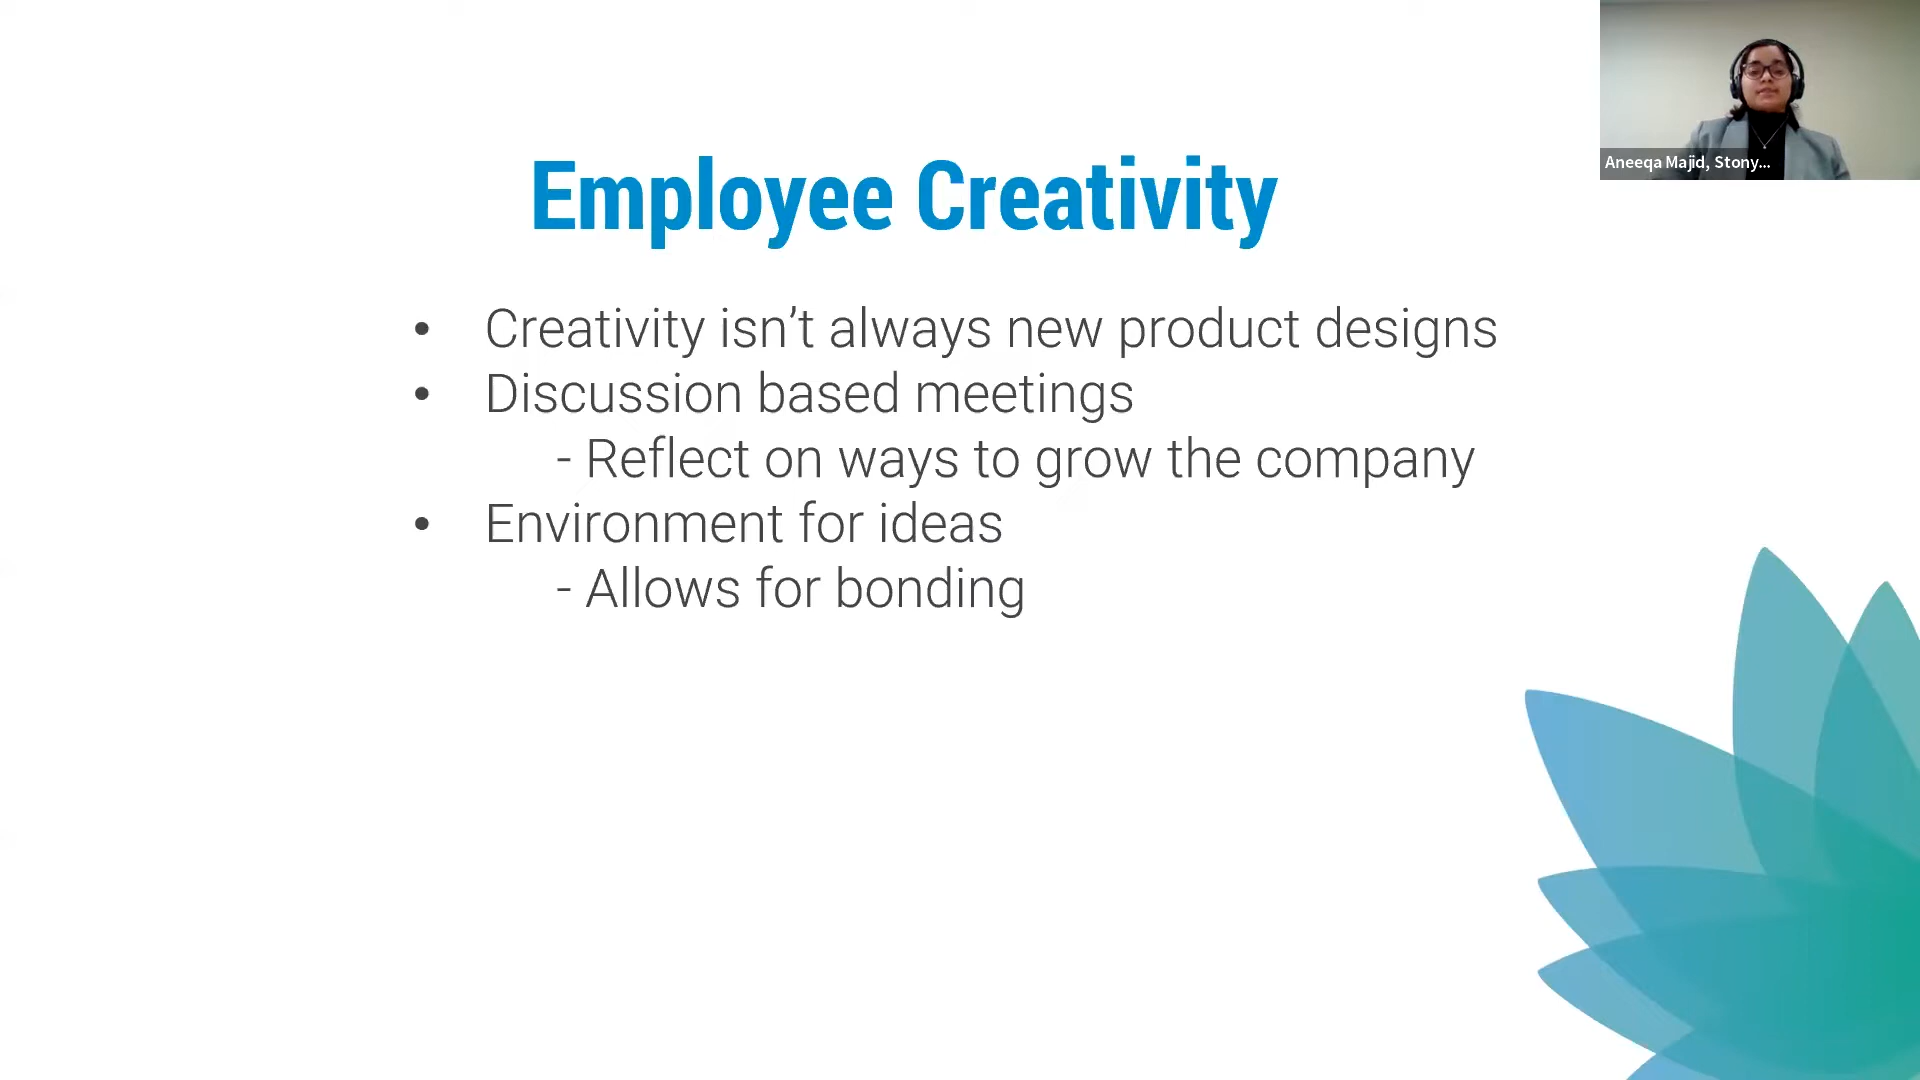 Employee Creativity
• Creativity isn’t always new product designs
• Discussion based meetings
- Reflect on ways to grow the company
• Environment for ideas
- Allows for bonding
Aneeqa Majid, Stony...